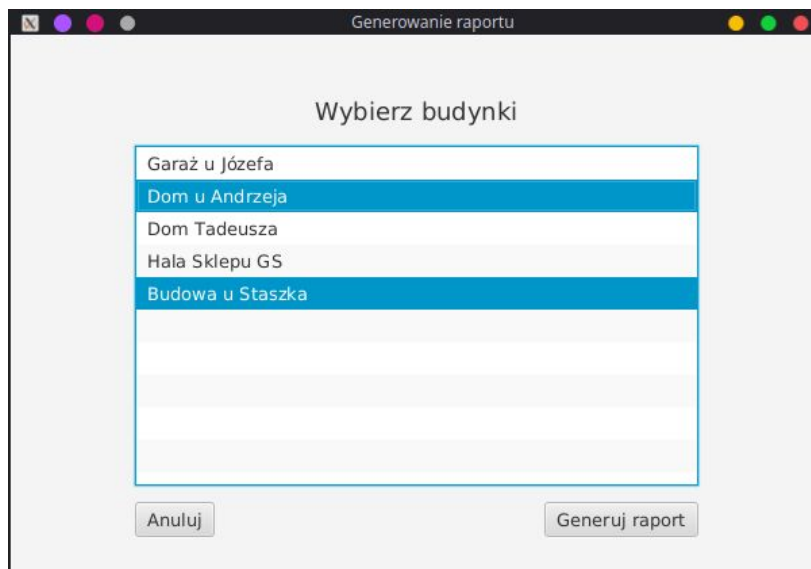 Generowanie raportu
Wybierz budynki
Garaż u Józefa
Dom u Andrzeja
Dom Tadeusza
Hala Sklepu GS
Budowa u Staszka
Anuluj
Generuj raport